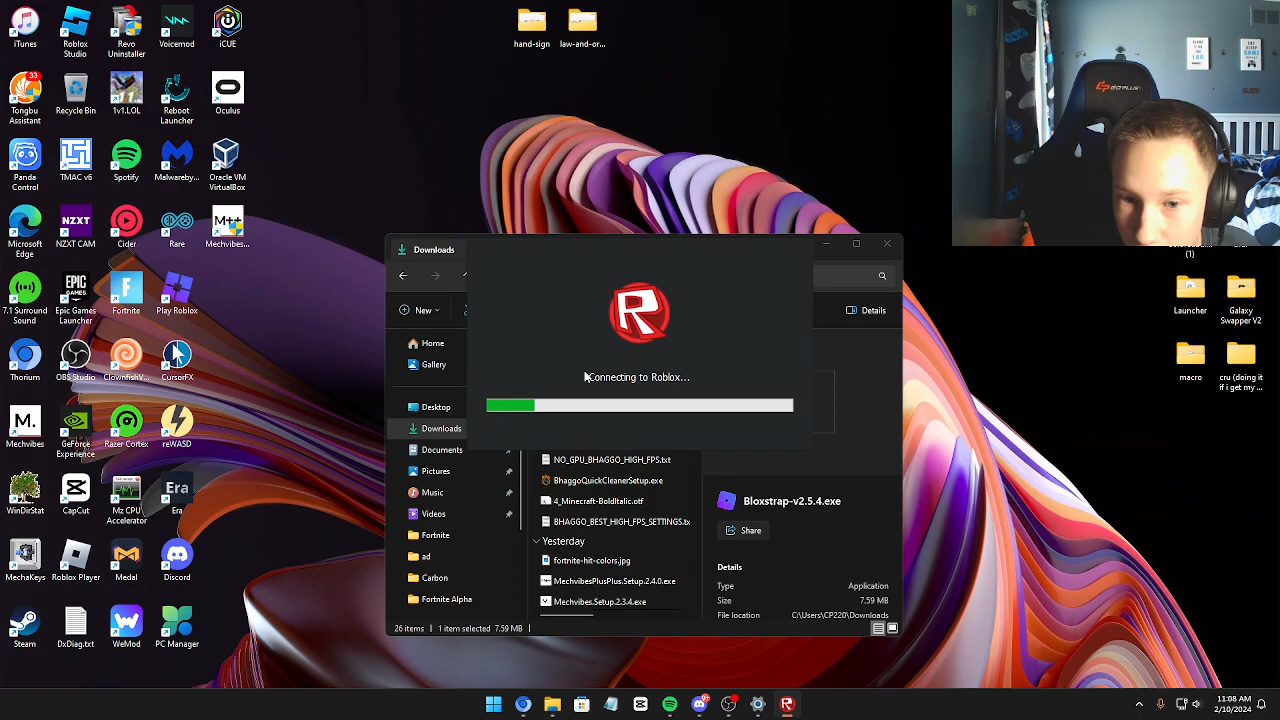 iTunes
Roblox
Studio
Revo
Uninstaller
Voicemod
iCUE
hand-sign
law-and-or...
33
Tongbu
Assistant
Recycle Bin
1v1.LOL
Reboot
Launcher
Oculus
Panda
Control
TMAC v6
Spotify
Malwareby...
Oracle VM
VirtualBox
NZXT
M++
Microsoft
Edge
NZXT CAM
Cider
Rare
Mechvibes...
EPIC
GAMES
7.1 Surround
Sound
Epic Games
Launcher
Fortnite
Play Roblox
Thorium
OBS Studio
ClownfishV...
CursorFX
M.
Mechvibes
GeForce
Experience
Razer Cortex
reWASD
Era
WinDirStat
CapCut
Mz CPU
Accelerator
Era
MechaKeys
Roblox Player
Medal
Discord
Steam
DxDiag.txt
WeMod
PC Manager
Downloads
New
Details
Connecting to Roblox...
Home
Gallery
Desktop
Downloads
Documents
Pictures
Music
Videos
Fortnite
ad
Carbon
Fortnite Alpha
NO_GPU_BHAGGO_HIGH_FPS.txt
BhaggoQuickCleanerSetup.exe
4_Minecraft-BoldItalic.otf
BHAGGO_BEST_HIGH_FPS_SETTINGS.tx
Yesterday
fortnite-hit-colors.jpg
MechvibesPlusPlus.Setup.2.4.0.exe
Mechvibes.Setup.2.3.4.exe
Bloxstrap-v2.5.4.exe
Share
Details
Type Application
Size 7.59 MB
File location C:\Users\CP220\Downloads
26 items 1 item selected 7.59 MB
(1)
Launcher
Galaxy
Swapper V2
macro
cru (doing it
if i get my ...
11:08 AM
2/10/2024